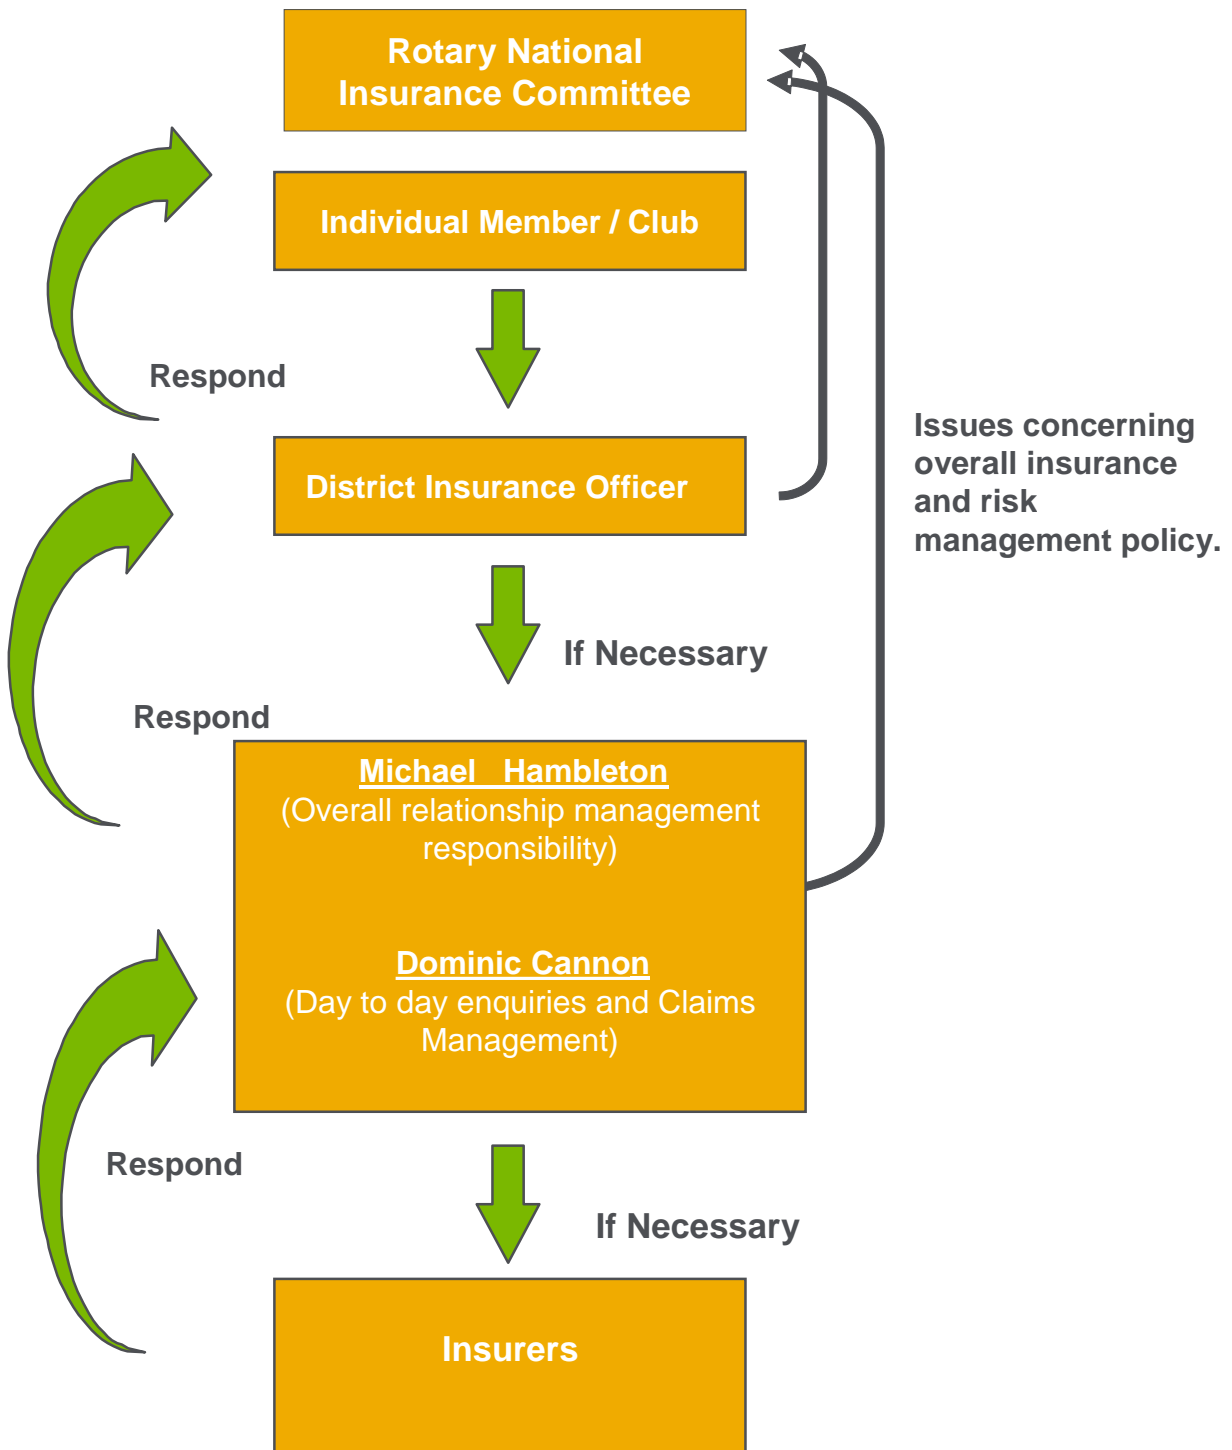 Rotary National
Insurance Committee
Individual Member / Club
Respond
Issues concerning
overall insurance
and risk
management policy.
District Insurance Officer
If Necessary
Respond
Michael Hambleton
(Overall relationship management
responsibility)
Dominic Cannon
(Day to day enquiries and Claims
Management)
Respond
If Necessary
Insurers